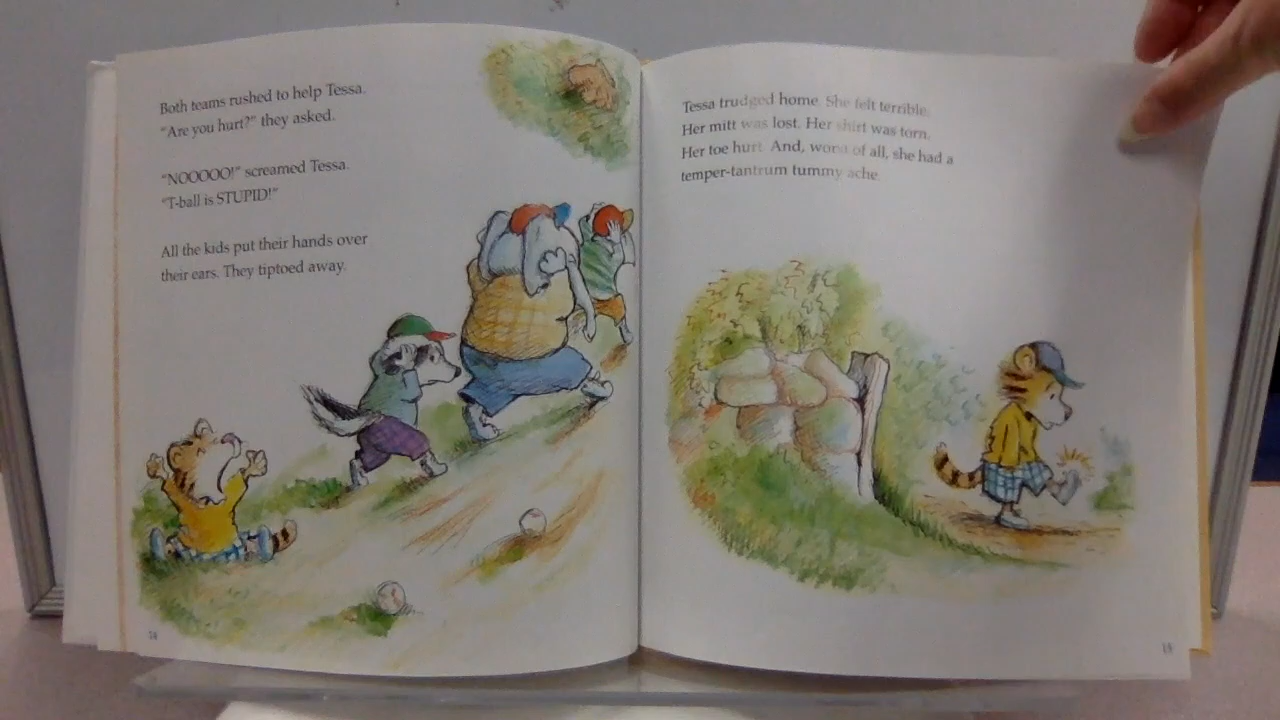 Both teams rushed to help Tessa.
"Are you hurt?" they asked.
"NOOOOO!" screamed Tessa.
"T-ball is STUPID!"
All the kids put their hands over
their ears. They tiptoed away.
Tessa trudged home. She felt terrible.
Her mitt was lost. Her shirt was torn.
Her toe hurt. And, worst of all, she had a
temper-tantrum tummy ache.